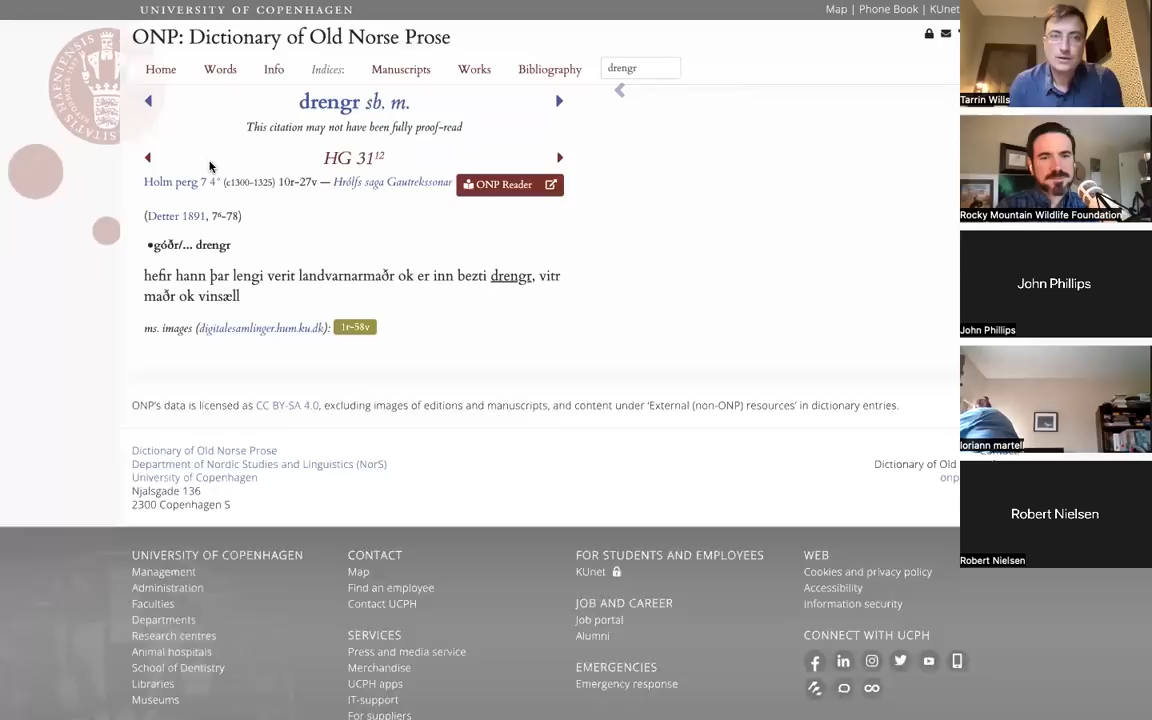 UNIVERSITY OF COPENHAGEN
Map | Phone Book | KUnet
ONP: Dictionary of Old Norse Prose
Home Words Info Indices: Manuscripts Works Bibliography drengr
drengr sb. m.
This citation may not have been fully proof-read
HG 31¹²
Holm perg 7 4° (c1300-1325) 10r-27v — Hrólfs saga Gautrekssonar ONP Reader
(Detter 1891, 7⁶-78)
•góðr/... drengr
hefir hann þar lengi verit landvarnarmaðr ok er inn bezti drengr, vitr
maðr ok vinsæll
ms. images (digitalesamlinger.hum.ku.dk): 1r-58v
ONP's data is licensed as CC BY-SA 4.0, excluding images of editions and manuscripts, and content under 'External (non-ONP) resources' in dictionary entries.
Dictionary of Old Norse Prose
Department of Nordic Studies and Linguistics (NorS)
University of Copenhagen
Njalsgade 136
2300 Copenhagen S
Dictionary of Old
onp
UNIVERSITY OF COPENHAGEN
Management
Administration
Faculties
Departments
Research centres
Animal hospitals
School of Dentistry
Libraries
Museums
CONTACT
Map
Find an employee
Contact UCPH
SERVICES
Press and media service
Merchandise
UCPH apps
IT-support
For suppliers
FOR STUDENTS AND EMPLOYEES
KUnet
JOB AND CAREER
Job portal
Alumni
EMERGENCIES
Emergency response
WEB
Cookies and privacy policy
Accessibility
Information security
CONNECT WITH UCPH
Tarrin Wills
Rocky Mountain Wildlife Foundation
John Phillips
John Phillips
loriann martell
Robert Nielsen
Robert Nielsen